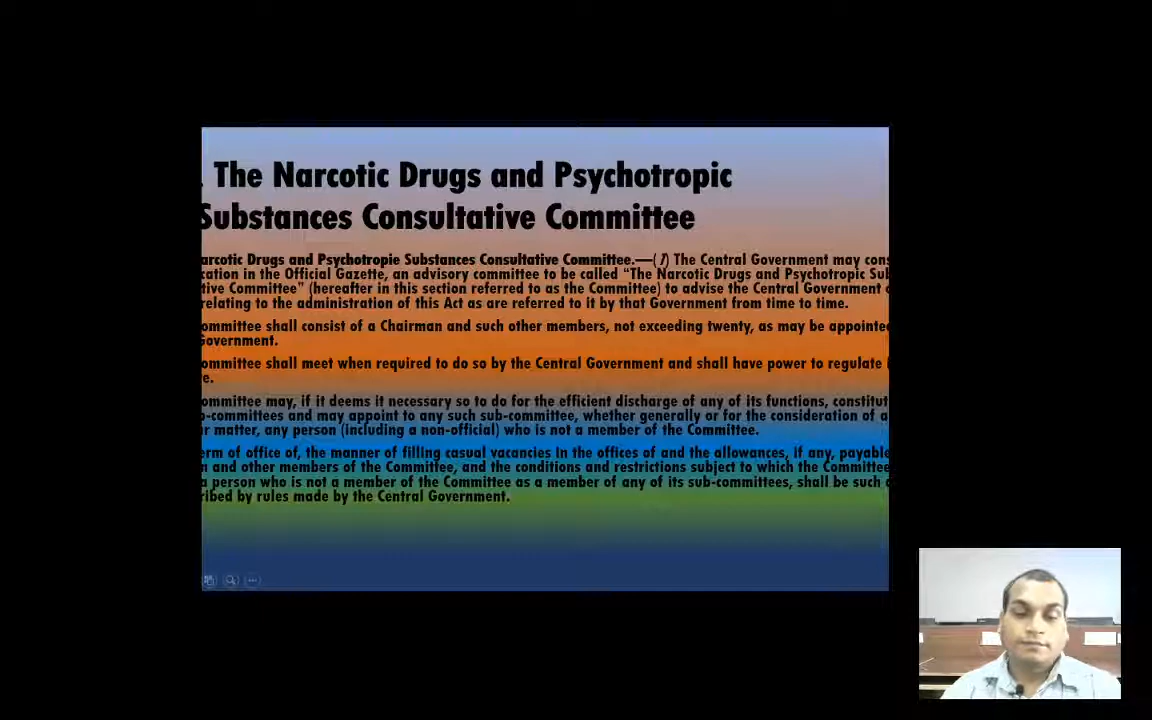 . The Narcotic Drugs and Psychotropic
Substances Consultative Committee
arcotic Drugs and Psychotropie Substances Consultative Committee.—(1) The Central Government may cons
cation in the Official Gazette, an advisory committee to be called “The Narcotic Drugs and Psychotropic Sub
tive Committee” (hereafter in this section referred to as the Committee) to advise the Central Government o
relating to the administration of this Act as are referred to it by that Government from time to time.
ommittee shall consist of a Chairman and such other members, not exceeding twenty, as may be appointed
Government.
ommittee shall meet when required to do so by the Central Government and shall have power to regulate
re.
ommittee may, if it deems it necessary so to do for the efficient discharge of any of its functions, constitut
b-committees and may appoint to any such sub-committee, whether generally or for the consideration of a
ar matter, any person (including a non-official) who is not a member of the Committee.
erm of office of, the manner of filling casual vacancies in the offices of and the allowances, if any, payable
n and other members of the Committee, and the conditions and restrictions subject to which the Committee
a person who is not a member of the Committee as a member of any of its sub-committees, shall be such
ribed by rules made by the Central Government.